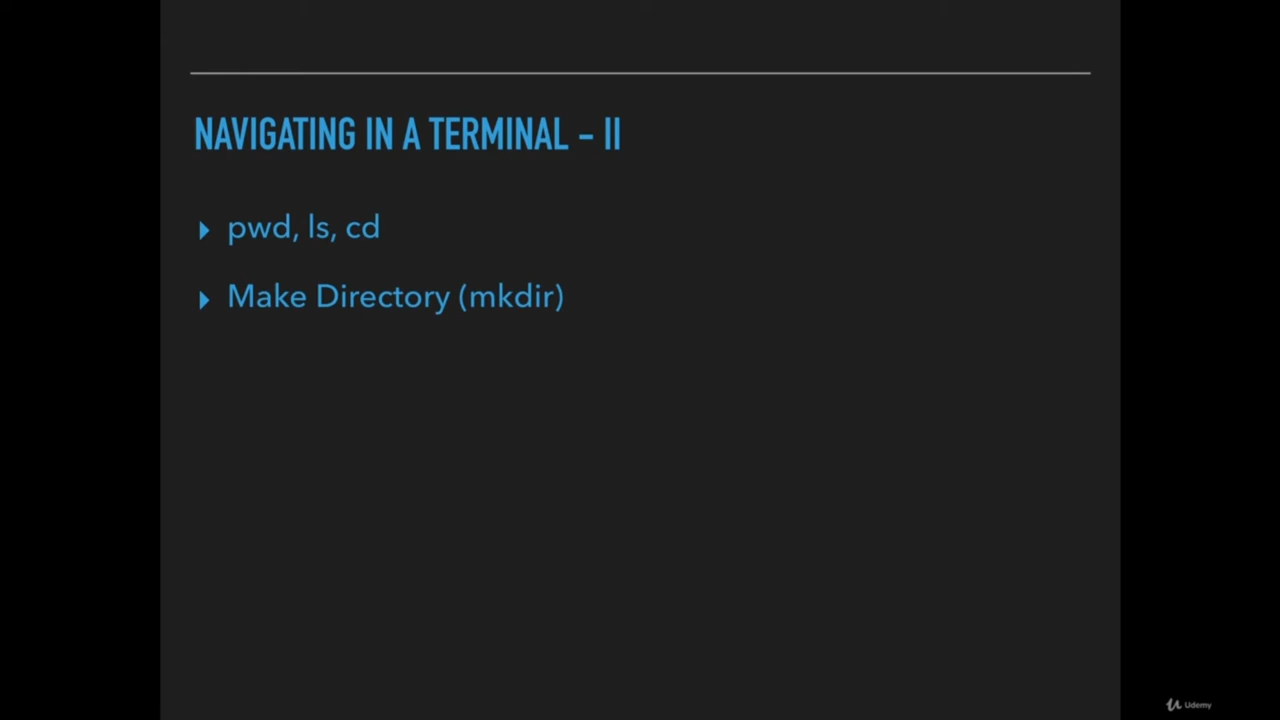 NAVIGATING IN A TERMINAL - II
pwd, ls, cd
Make Directory (mkdir)
Udemy